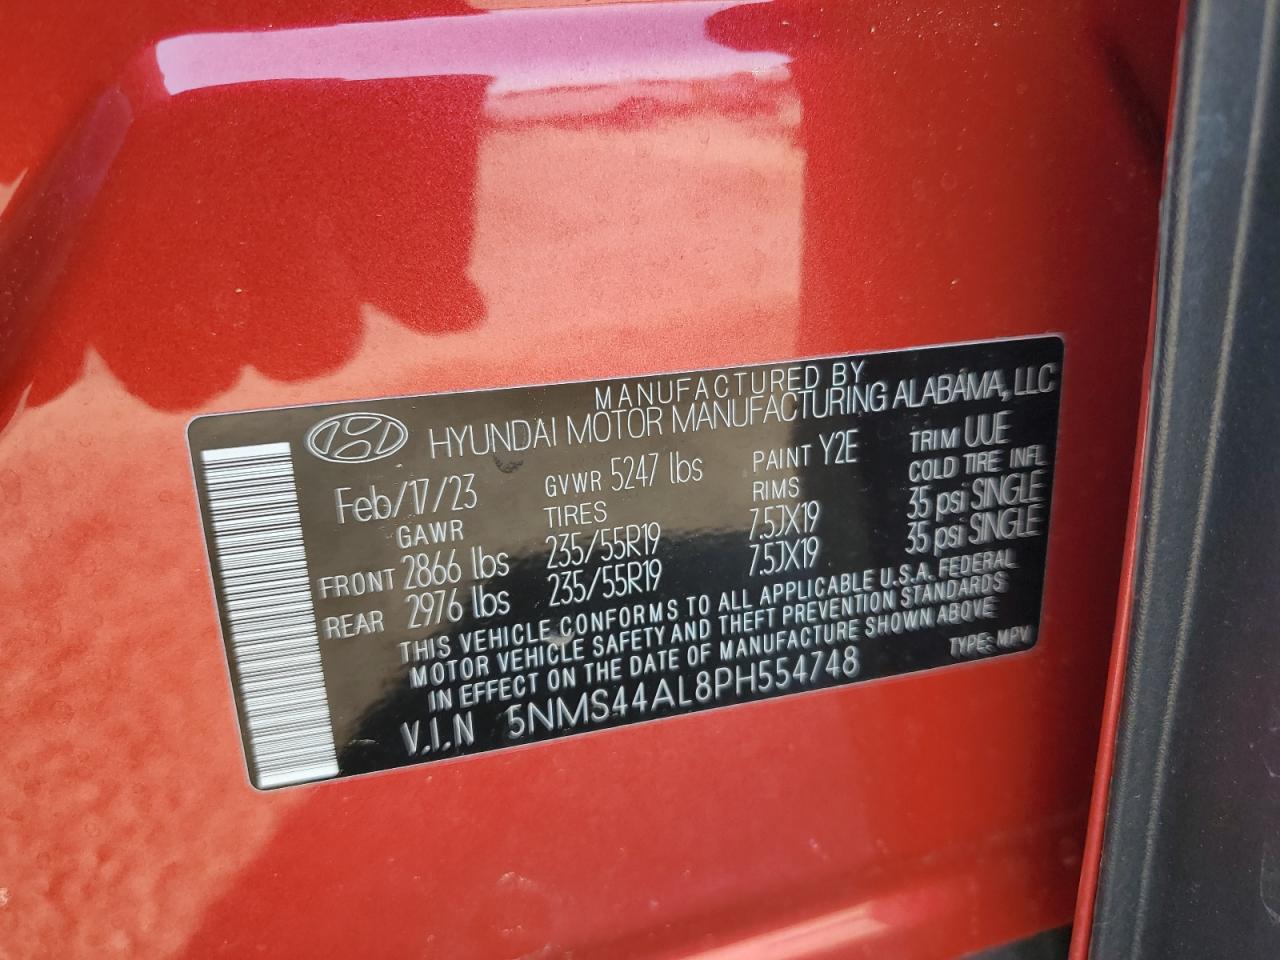 MANUFACTURED BY
HYUNDAI MOTOR MANUFACTURING ALABAMA, LLC
Feb/17/23 GVWR 5247 lbs PAINT Y2E TRIM UUE
GAWR TIRES RIMS COLD TIRE INFL
FRONT 2866 lbs 235/55R19 7.5JX19 35 psi SINGLE
REAR 2976 lbs 235/55R19 7.5JX19 35 psi SINGLE
THIS VEHICLE CONFORMS TO ALL APPLICABLE U.S.A. FEDERAL
MOTOR VEHICLE SAFETY AND THEFT PREVENTION STANDARDS
IN EFFECT ON THE DATE OF MANUFACTURE SHOWN ABOVE
V.I.N 5NMS44AL8PH554748 TYPE: MPV